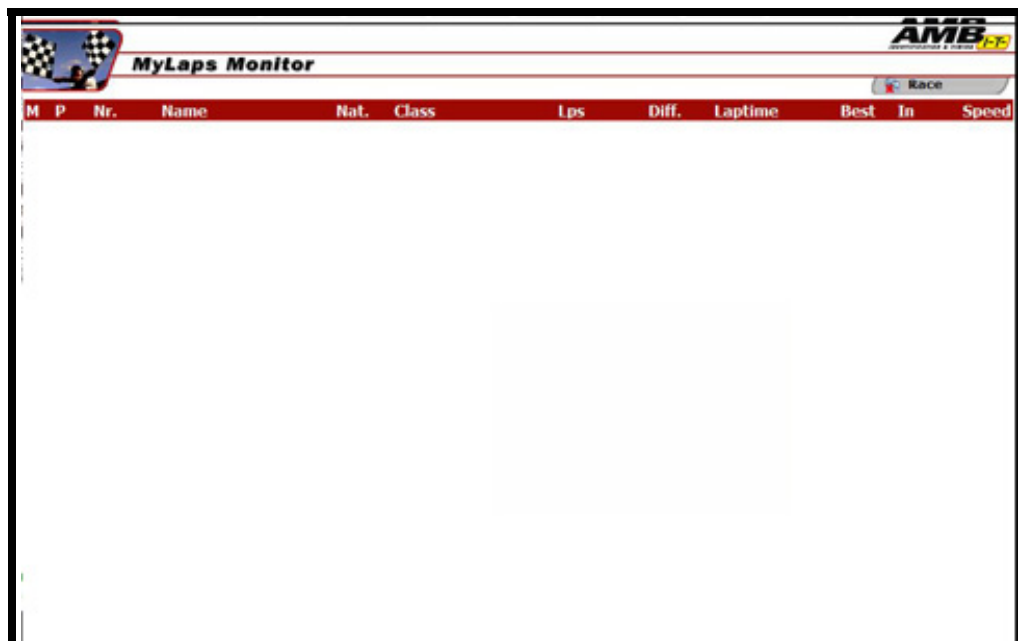 AMB i.T.
MyLaps Monitor
Race
M P Nr. Name Nat. Class Lps Diff. Laptime Best In Speed